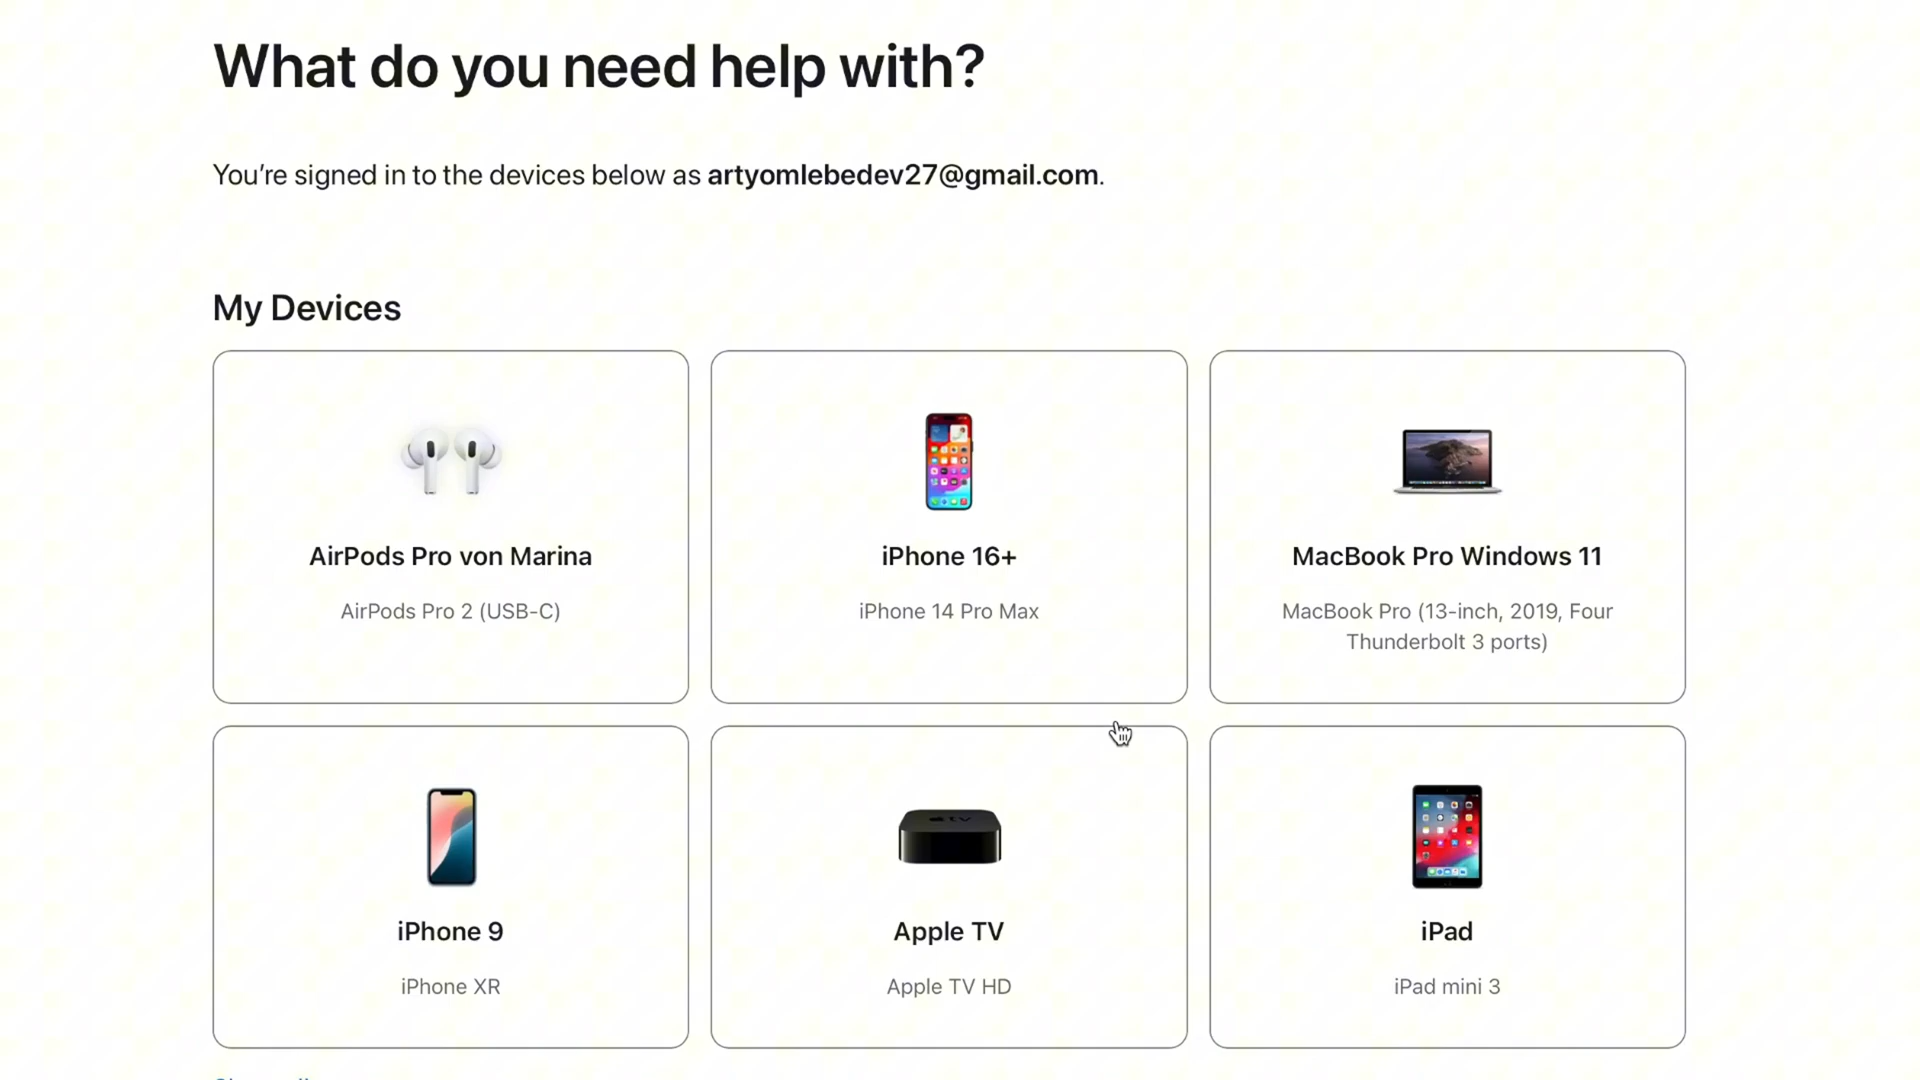 What do you need help with?
You're signed in to the devices below as artyomlebedev27@gmail.com.
My Devices
AirPods Pro von Marina
AirPods Pro 2 (USB-C)
iPhone 16+
iPhone 14 Pro Max
MacBook Pro Windows 11
MacBook Pro (13-inch, 2019, Four
Thunderbolt 3 ports)
iPhone 9
iPhone XR
tv
Apple TV
Apple TV HD
iPad
iPad mini 3